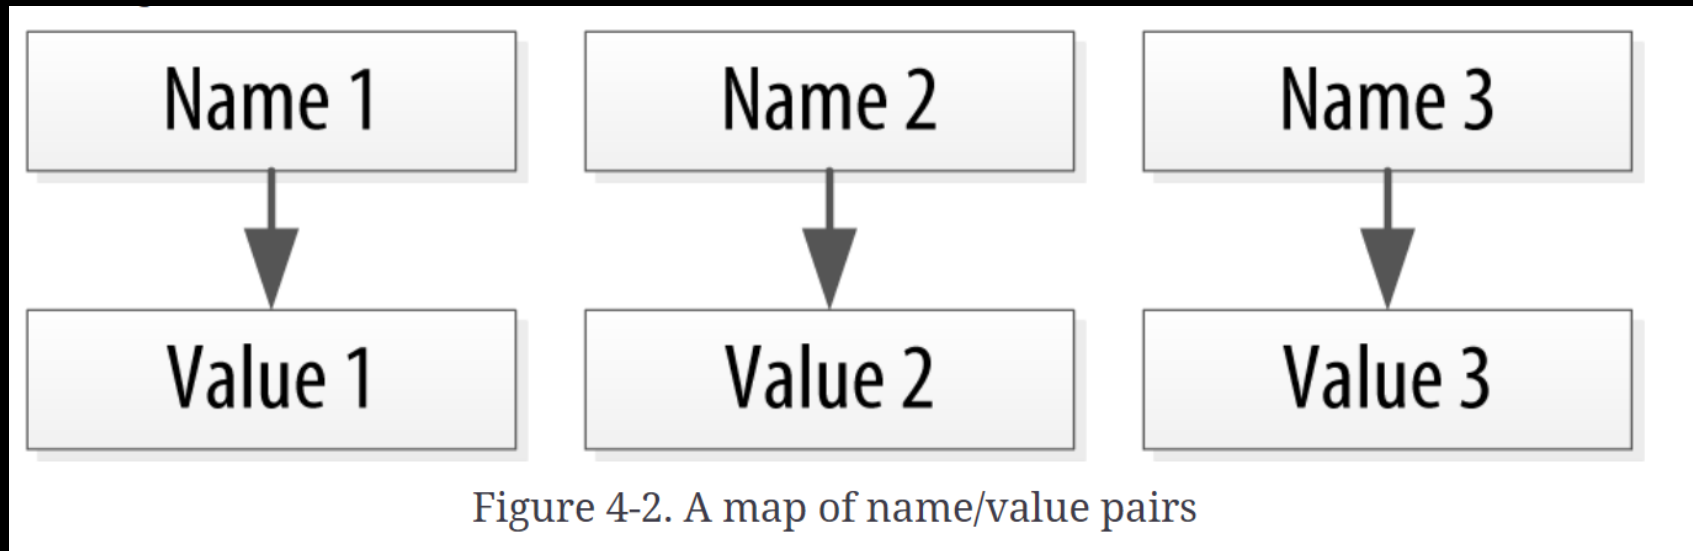 Name 1
Name 2
Name 3
Value 1
Value 2
Value 3
Figure 4-2. A map of name/value pairs